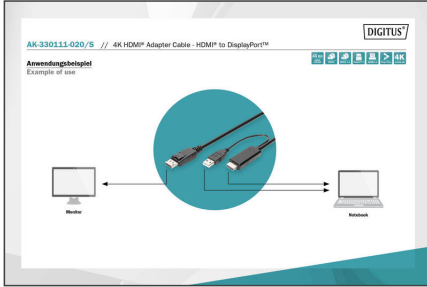 DIGITUS®
AK-330111-020/S // 4K HDMI® Adapter Cable - HDMI® to DisplayPort™
4K
Anwendungsbeispiel
Example of use
Monitor
Notebook